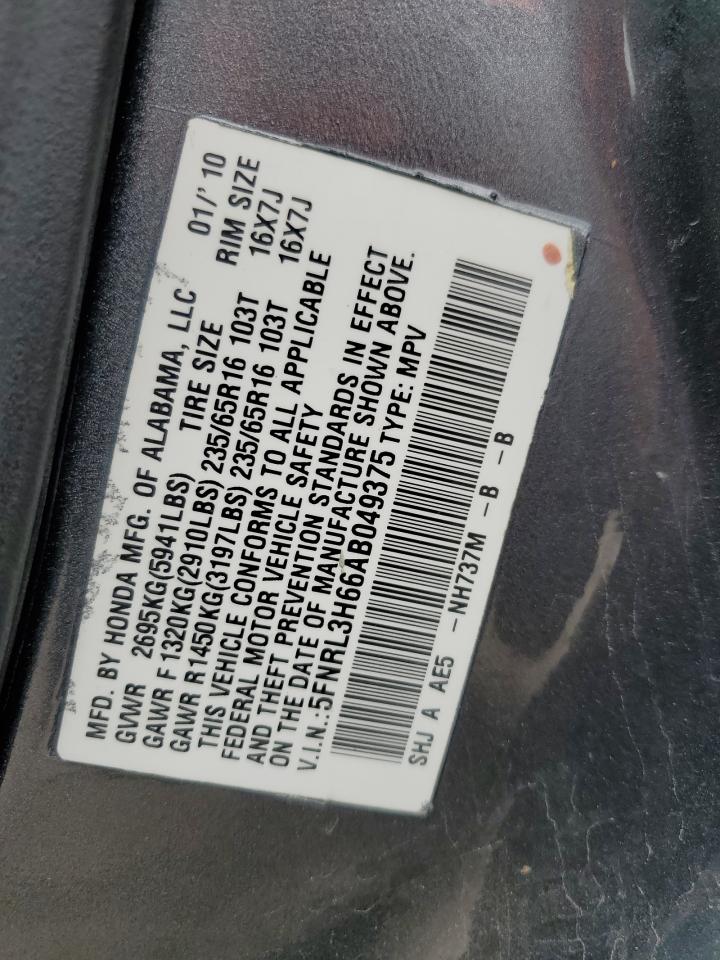 MFD. BY HONDA MFG. OF ALABAMA, LLC 01/' 10
GVWR 2695KG(5941LBS) TIRE SIZE RIM SIZE
GAWR F 1320KG(2910LBS) 235/65R16 103T 16X7J
GAWR R1450KG(3197LBS) 235/65R16 103T 16X7J
THIS VEHICLE CONFORMS TO ALL APPLICABLE
FEDERAL MOTOR VEHICLE SAFETY
AND THEFT PREVENTION STANDARDS IN EFFECT
ON THE DATE OF MANUFACTURE SHOWN ABOVE.
V.I.N.:5FNRL3H66AB049375 TYPE: MPV
SHJ A AE5 -NH737M -B -B